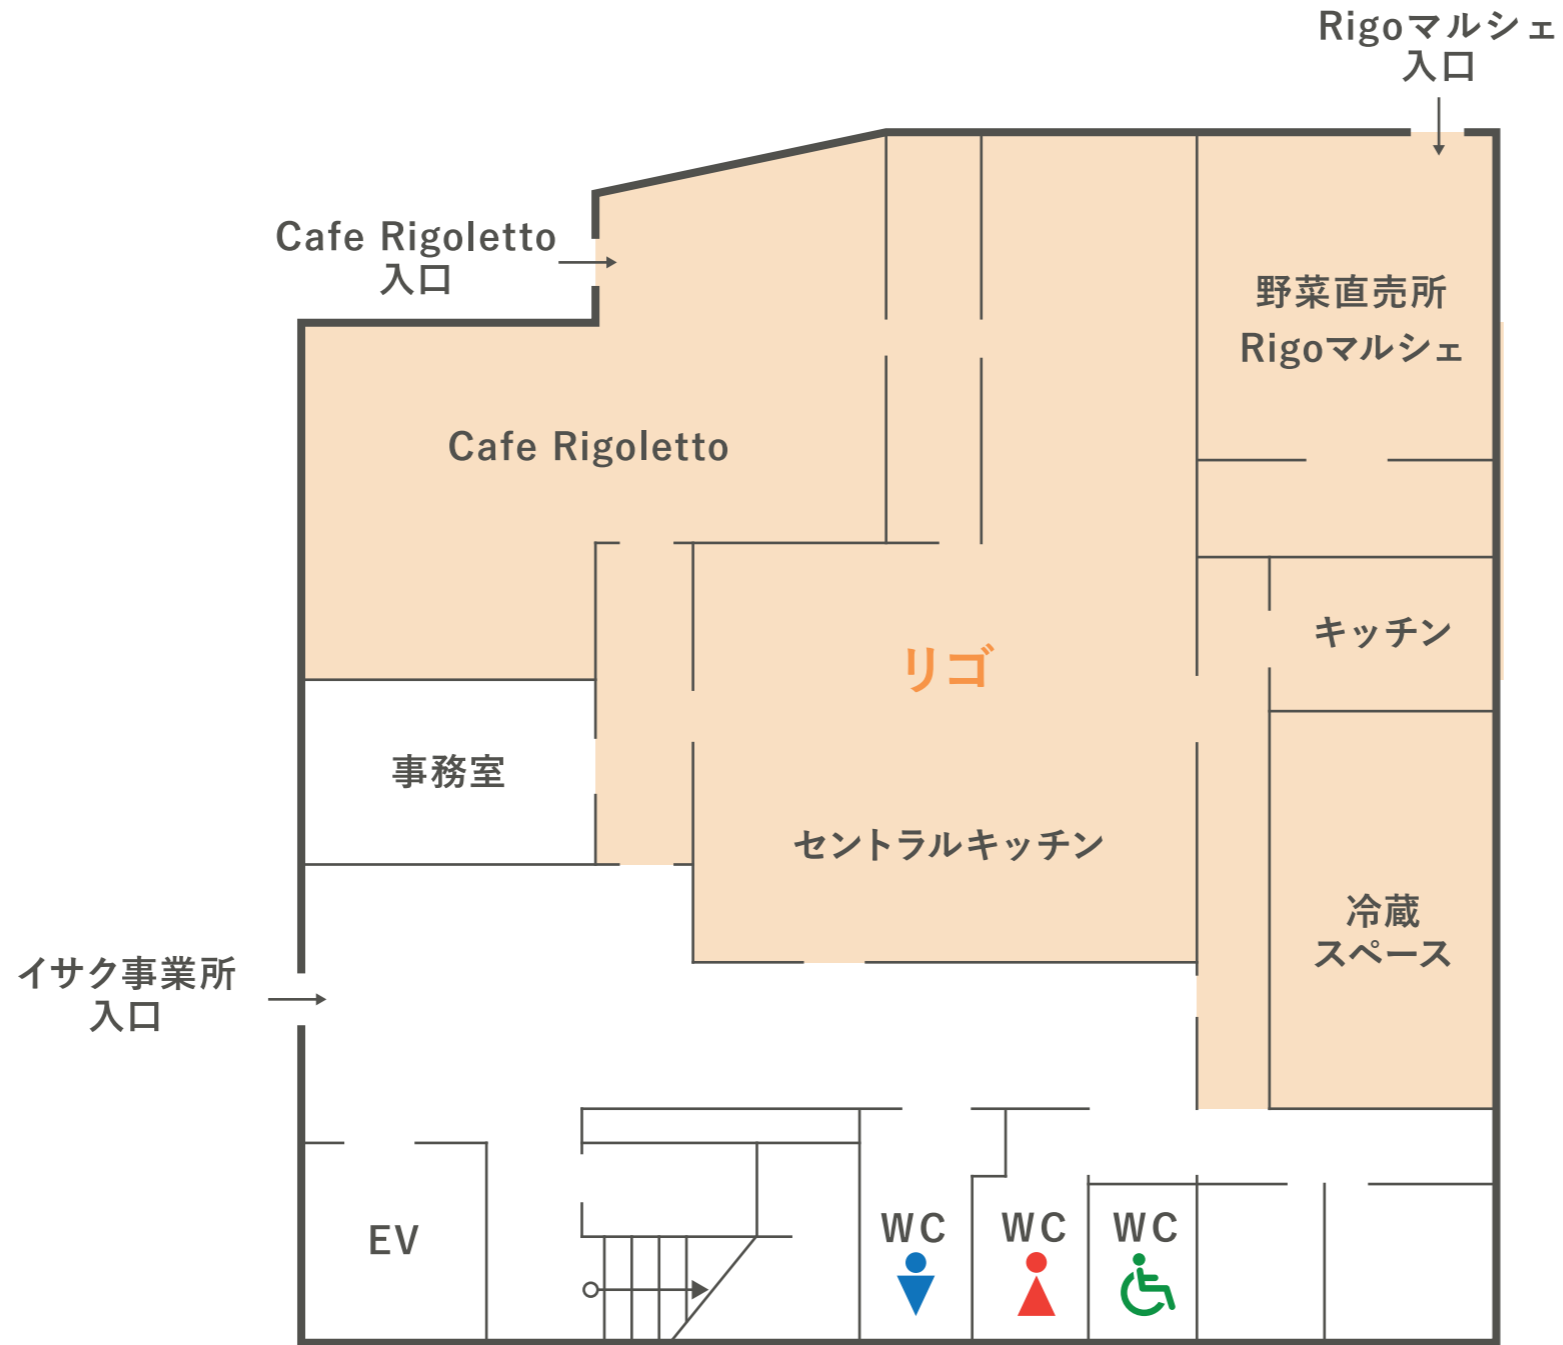 Rigoマルシェ
入口
Cafe Rigoletto
入口
野菜直売所
Rigoマルシェ
Cafe Rigoletto
キッチン
リゴ
事務室
セントラルキッチン
冷蔵
スペース
イサク事業所
入口
EV
WC
WC
WC